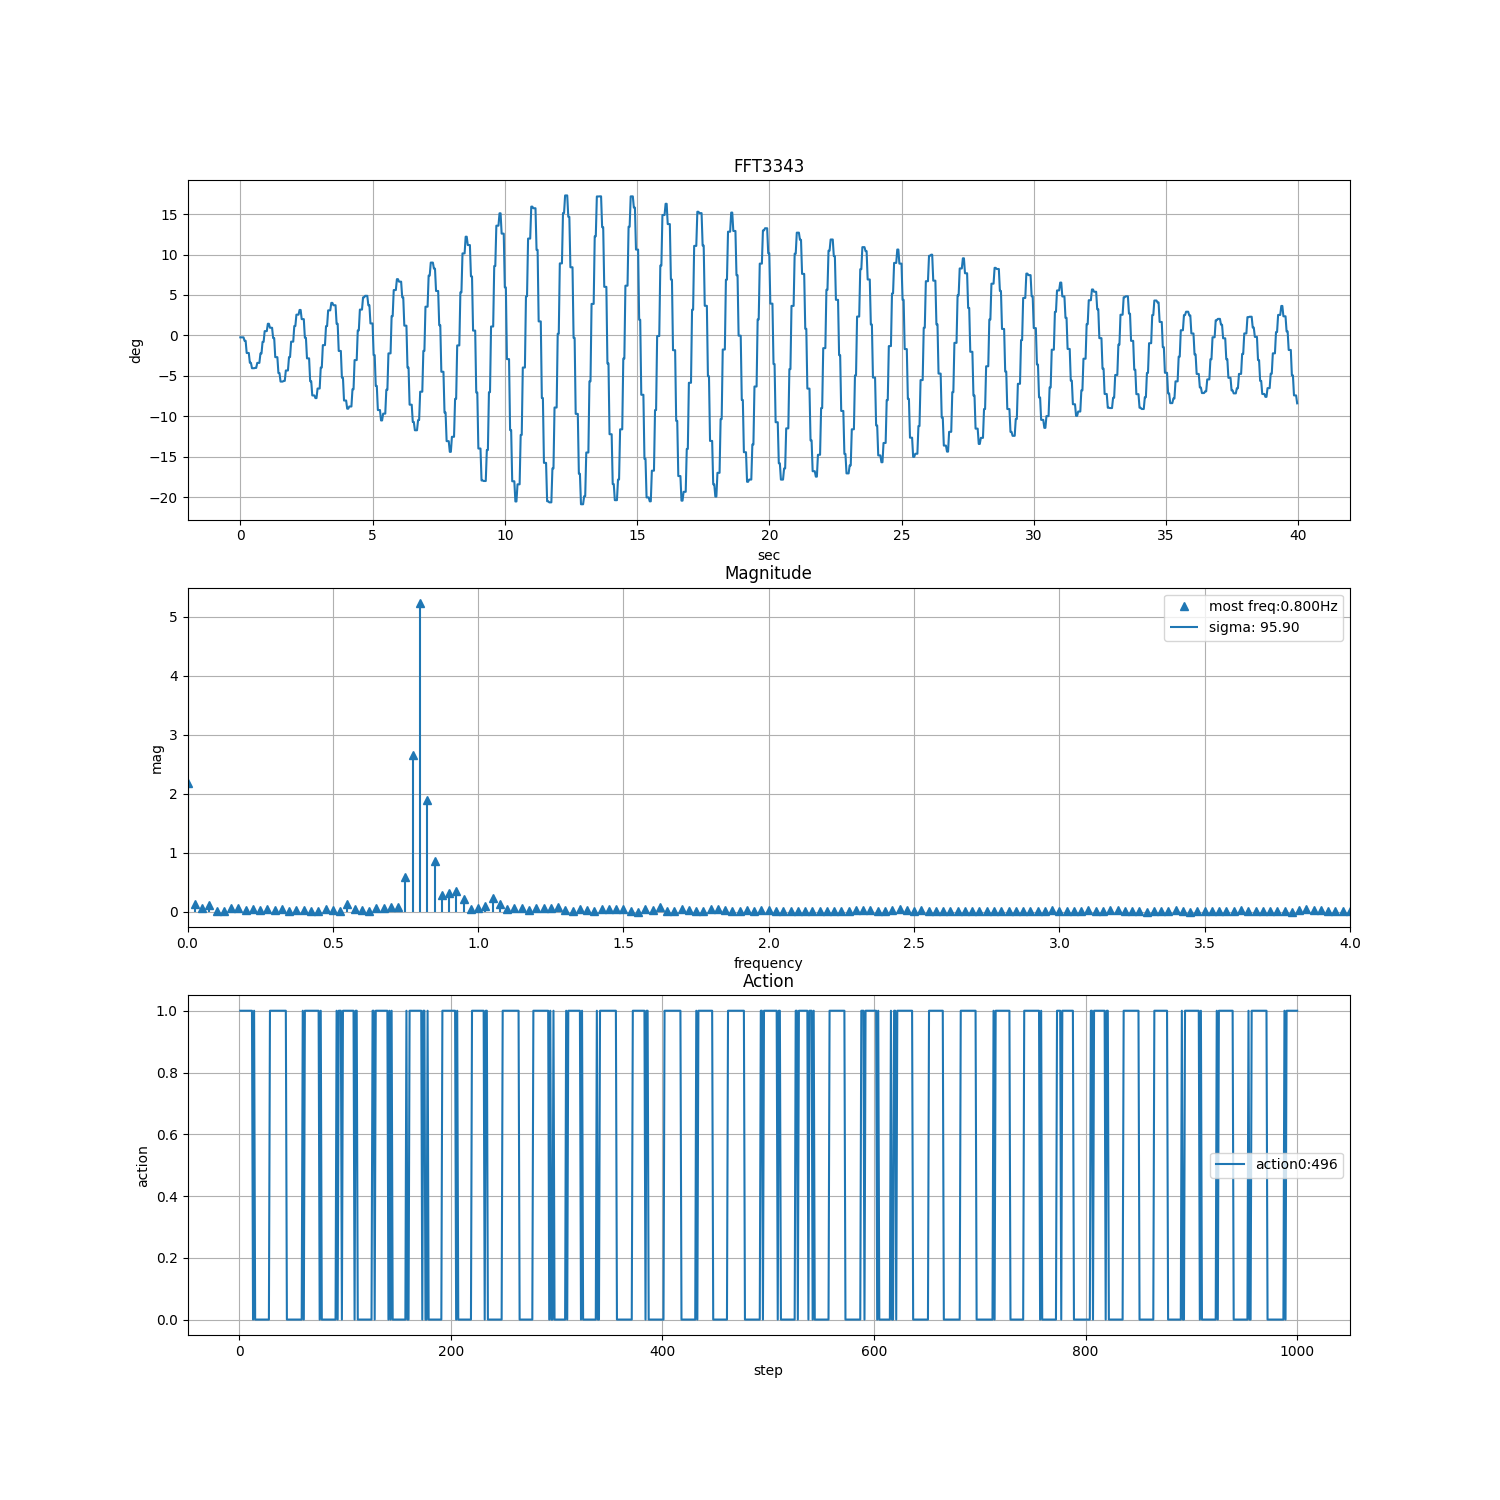 FFT3343
15
10
5
0
−5
−10
−15
−20
deg
0 5 10 15 20 25 30 35 40
sec
Magnitude
5
4
3
2
1
0
mag
most freq:0.800Hz
sigma: 95.90
0.0 0.5 1.0 1.5 2.0 2.5 3.0 3.5 4.0
frequency
Action
1.0
0.8
0.6
0.4
0.2
0.0
action
action0:496
0 200 400 600 800 1000
step